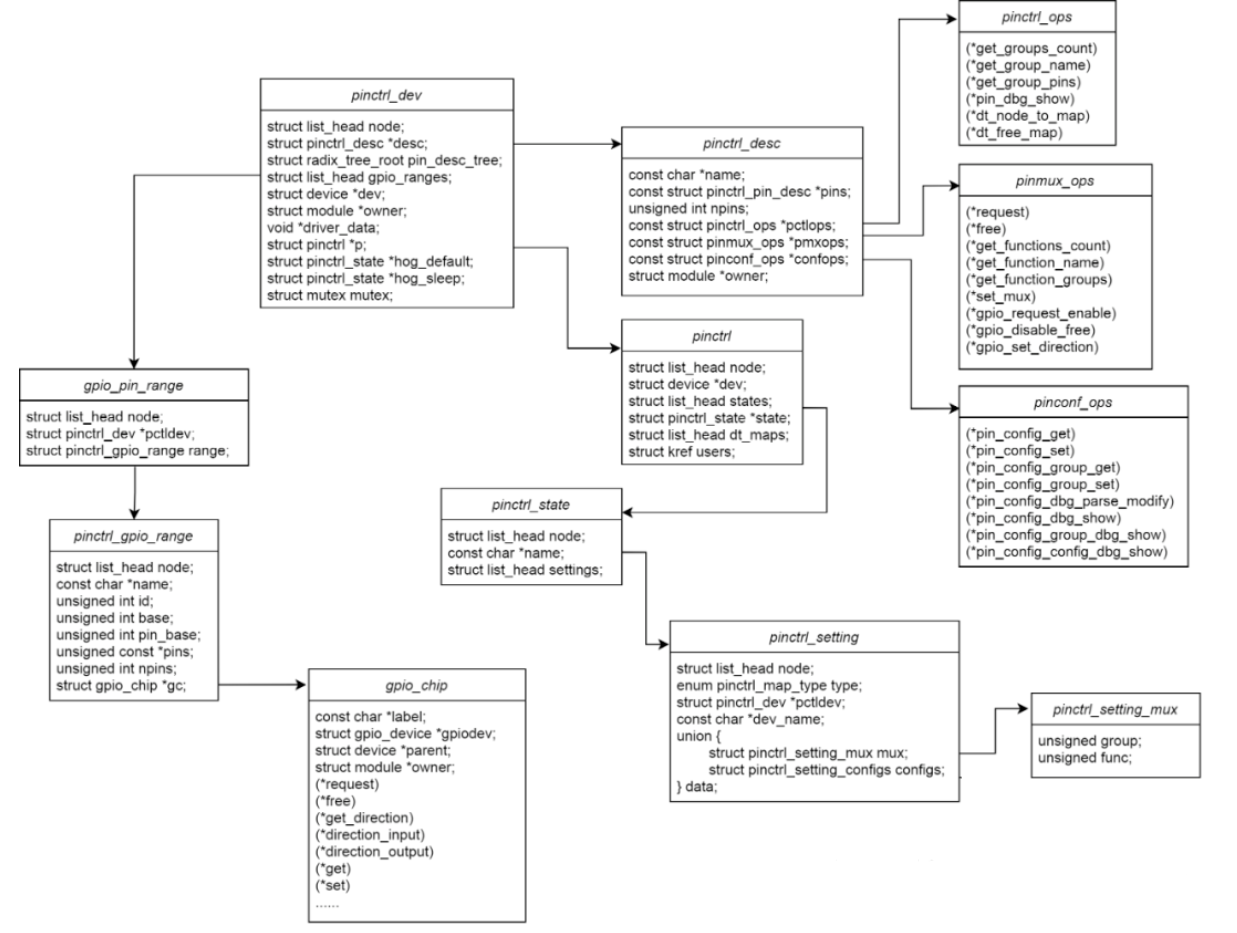 pinctrl_ops
(*get_groups_count)
(*get_group_name)
(*get_group_pins)
(*pin_dbg_show)
(*dt_node_to_map)
(*dt_free_map)
pinctrl_dev
struct list_head node;
struct pinctrl_desc *desc;
struct radix_tree_root pin_desc_tree;
struct list_head gpio_ranges;
struct device *dev;
struct module *owner;
void *driver_data;
struct pinctrl *p;
struct pinctrl_state *hog_default;
struct pinctrl_state *hog_sleep;
struct mutex mutex;
pinctrl_desc
const char *name;
const struct pinctrl_pin_desc *pins;
unsigned int npins;
const struct pinctrl_ops *pctlops;
const struct pinmux_ops *pmxops;
const struct pinconf_ops *confops;
struct module *owner;
pinmux_ops
(*request)
(*free)
(*get_functions_count)
(*get_function_name)
(*get_function_groups)
(*set_mux)
(*gpio_request_enable)
(*gpio_disable_free)
(*gpio_set_direction)
pinctrl
struct list_head node;
struct device *dev;
struct list_head states;
struct pinctrl_state *state;
struct list_head dt_maps;
struct kref users;
gpio_pin_range
struct list_head node;
struct pinctrl_dev *pctldev;
struct pinctrl_gpio_range range;
pinconf_ops
(*pin_config_get)
(*pin_config_set)
(*pin_config_group_get)
(*pin_config_group_set)
(*pin_config_dbg_parse_modify)
(*pin_config_dbg_show)
(*pin_config_group_dbg_show)
(*pin_config_config_dbg_show)
pinctrl_state
struct list_head node;
const char *name;
struct list_head settings;
pinctrl_gpio_range
struct list_head node;
const char *name;
unsigned int id;
unsigned int base;
unsigned int pin_base;
unsigned const *pins;
unsigned int npins;
struct gpio_chip *gc;
pinctrl_setting
struct list_head node;
enum pinctrl_map_type type;
struct pinctrl_dev *pctldev;
const char *dev_name;
union {
struct pinctrl_setting_mux mux;
struct pinctrl_setting_configs configs;
} data;
gpio_chip
const char *label;
struct gpio_device *gpiodev;
struct device *parent;
struct module *owner;
(*request)
(*free)
(*get_direction)
(*direction_input)
(*direction_output)
(*get)
(*set)
......
pinctrl_setting_mux
unsigned group;
unsigned func;